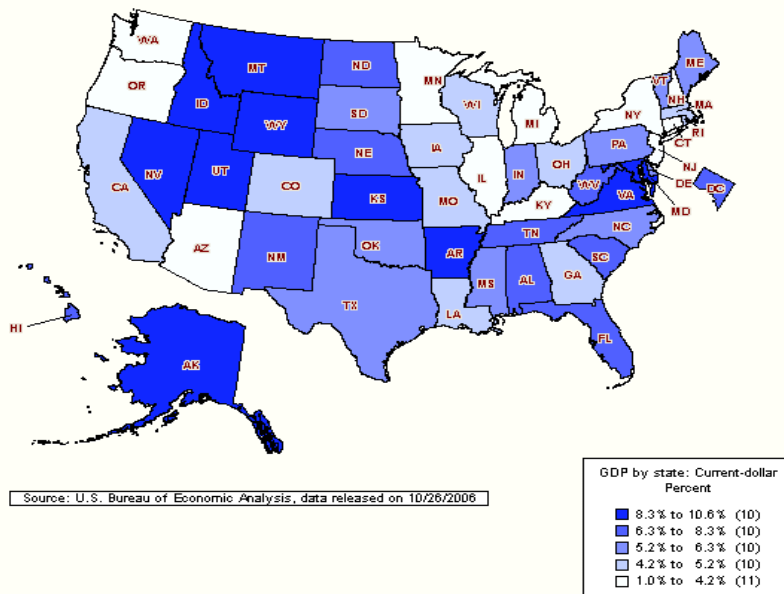 WA
MT
ND
OR
ID
WY
SD
MN
WI
MI
NY
VT
ME
NH
MA
RI
CT
NJ
PA
NV
UT
CO
NE
IA
IL
IN
OH
WV
VA
DE
MD
DC
CA
AZ
NM
KS
OK
MO
AR
KY
TN
NC
SC
TX
LA
MS
AL
GA
FL
HI
AK
Source: U.S. Bureau of Economic Analysis, data released on 10/26/2006
GDP by state: Current-dollar
Percent
8.3% to 10.6% (10)
6.3% to 8.3% (10)
5.2% to 6.3% (10)
4.2% to 5.2% (10)
1.0% to 4.2% (11)